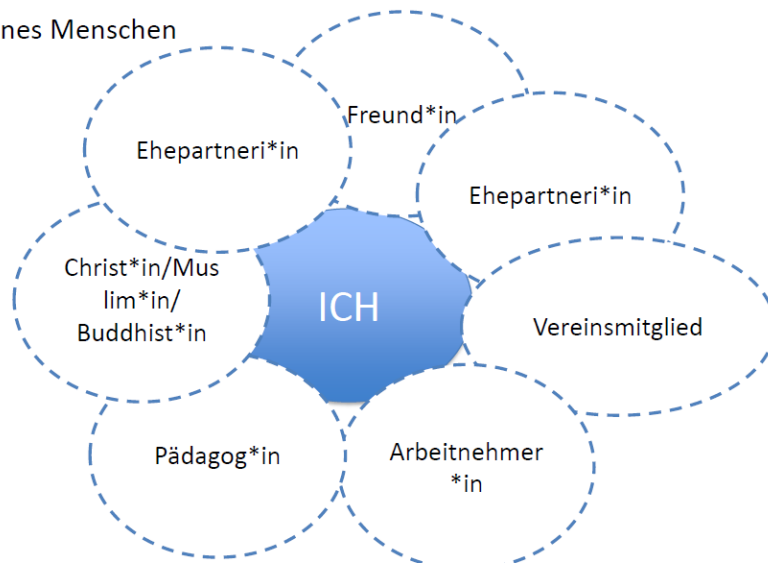 nes Menschen
Freund*in
Ehepartneri*in
Ehepartneri*in
Christ*in/Mus
lim*in/
Buddhist*in
ICH
Vereinsmitglied
Pädagog*in
Arbeitnehmer
*in